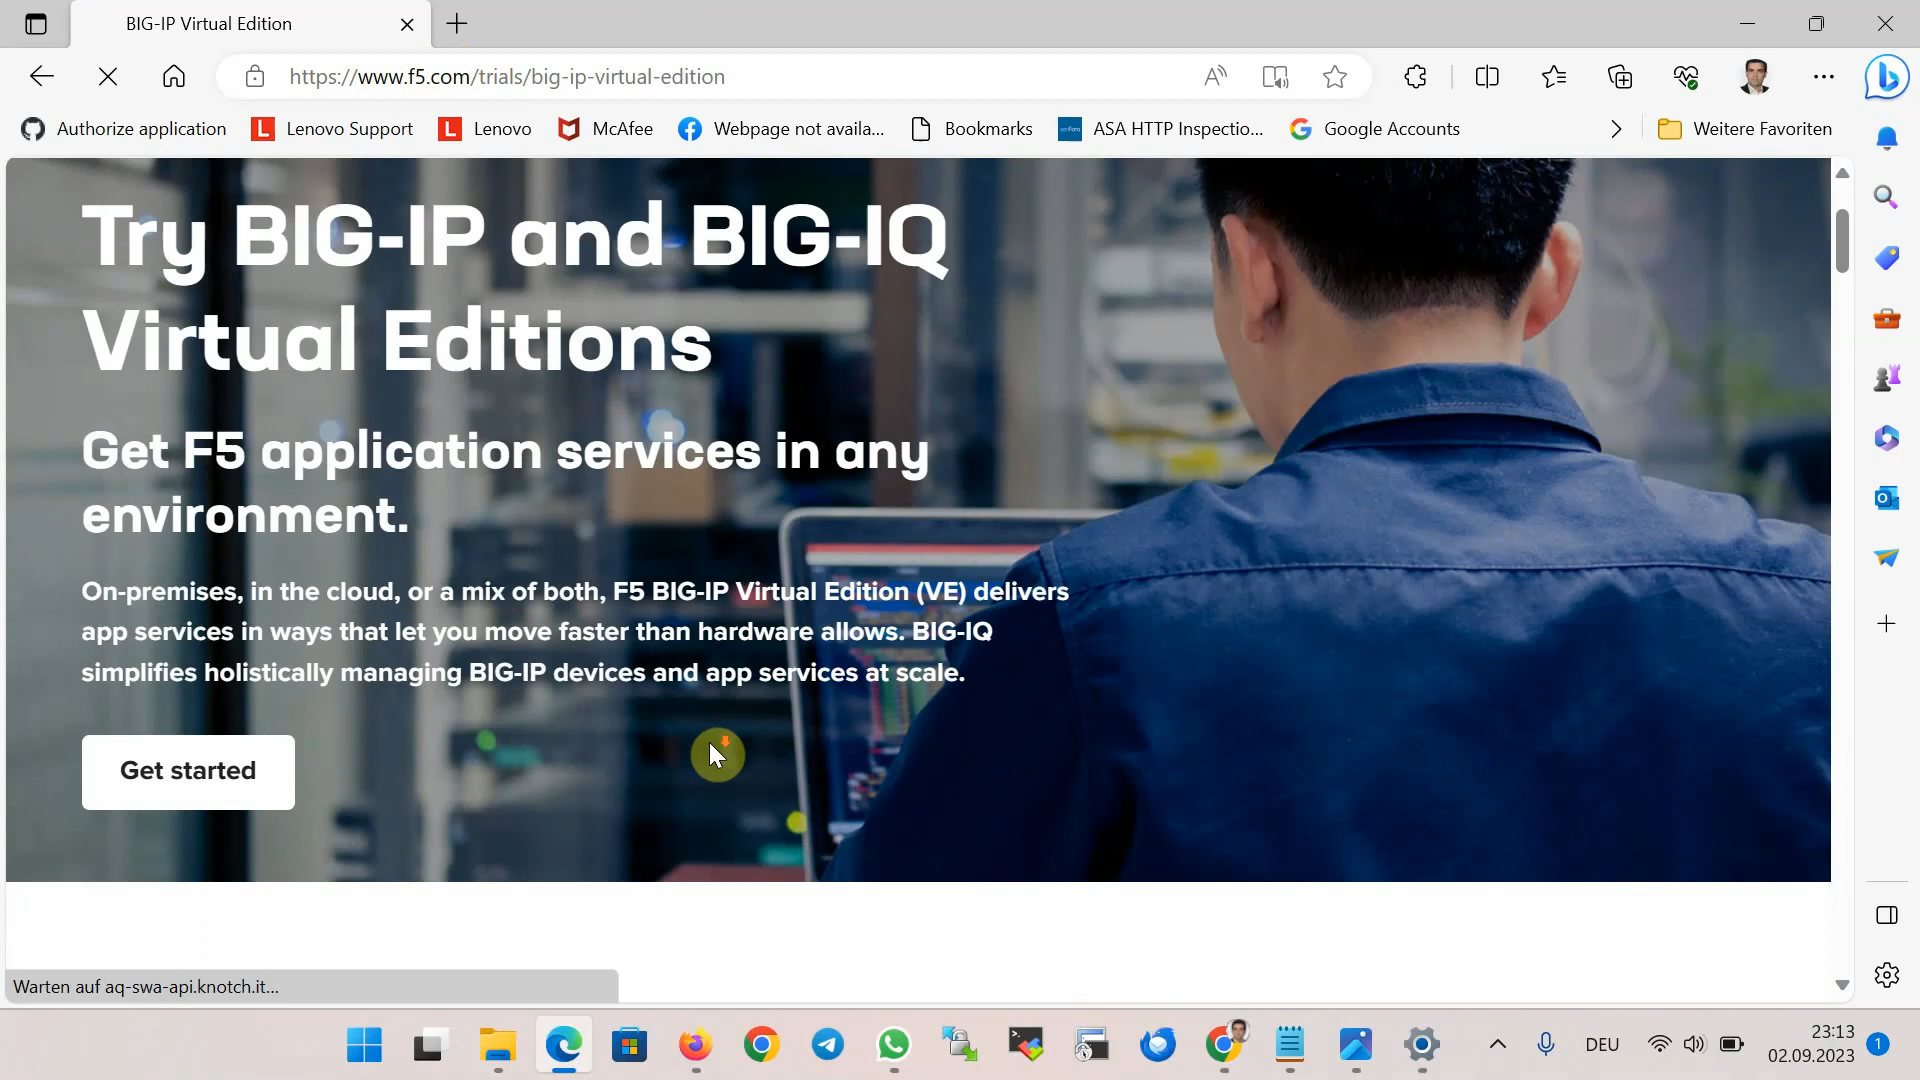 BIG-IP Virtual Edition
https://www.f5.com/trials/big-ip-virtual-edition
Authorize application
Lenovo Support
Lenovo
McAfee
Webpage not availa...
Bookmarks
ASA HTTP Inspectio...
Google Accounts
Weitere Favoriten
Try BIG-IP and BIG-IQ
Virtual Editions
Get F5 application services in any
environment.
On-premises, in the cloud, or a mix of both, F5 BIG-IP Virtual Edition (VE) delivers
app services in ways that let you move faster than hardware allows. BIG-IQ
simplifies holistically managing BIG-IP devices and app services at scale.
Get started
Warten auf aq-swa-api.knotch.it...
DEU
23:13
02.09.2023
1